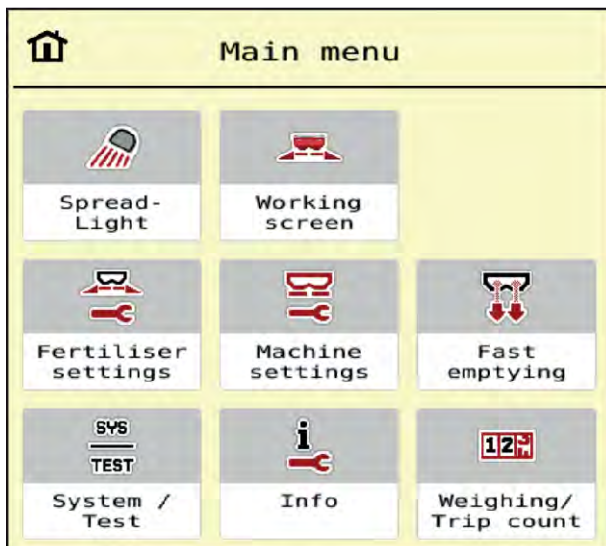 Main menu
Spread-
Light
Working
screen
Fertiliser
settings
Machine
settings
Fast
emptying
SYS
TEST
System /
Test
i
Info
123
Weighing/
Trip count